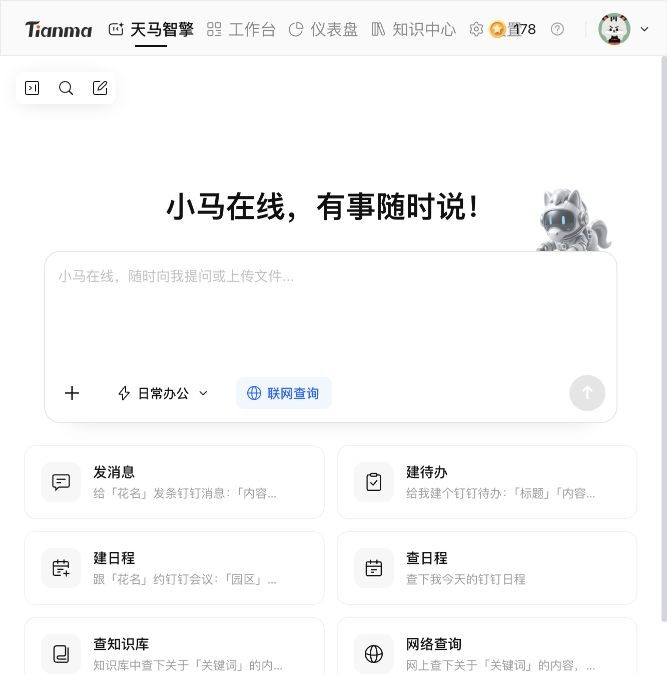 Tianma 天马智擎 工作台 仪表盘 知识中心 置 178
小马在线，有事随时说！
小马在线，随时向我提问或上传文件...
日常办公 联网查询
发消息
给「花名」发条钉钉消息：「内容...
建待办
给我建个钉钉待办：「标题」「内容...
建日程
跟「花名」约钉钉会议：「园区」...
查日程
查下我今天的钉钉日程
查知识库
知识库中查下关于「关键词」的内...
网络查询
网上查下关于「关键词」的内容，...